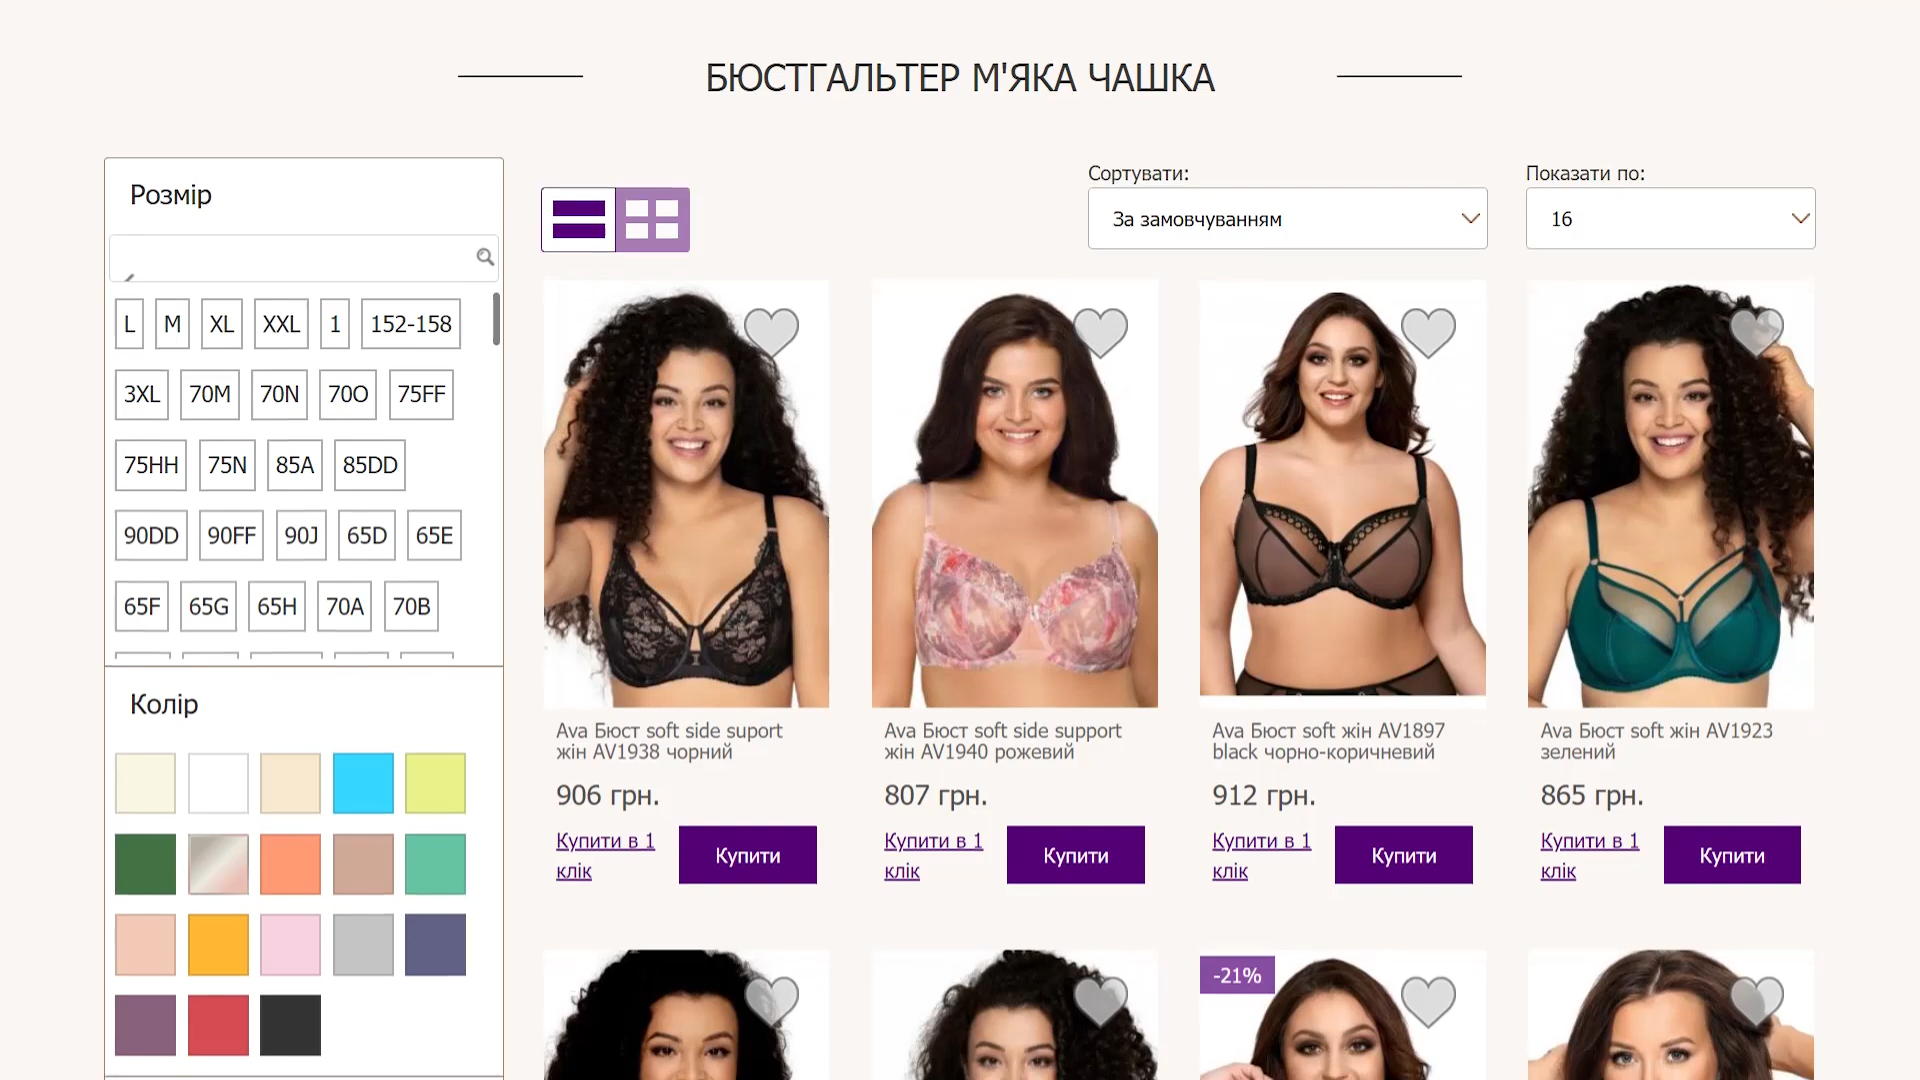 БЮСТГАЛЬТЕР М'ЯКА ЧАШКА
Розмір
L M XL XXL 1 152-158
3XL 70M 70N 70O 75FF
75HH 75N 85A 85DD
90DD 90FF 90J 65D 65E
65F 65G 65H 70A 70B
Колір
Сортувати:
За замовчуванням
Показати по:
16
Ava Бюст soft side suport
жін AV1938 чорний
906 грн.
Купити в 1
клік
Купити
Ava Бюст soft side support
жін AV1940 рожевий
807 грн.
Купити в 1
клік
Купити
Ava Бюст soft жін AV1897
black чорно-коричневий
912 грн.
Купити в 1
клік
Купити
Ava Бюст soft жін AV1923
зелений
865 грн.
Купити в 1
клік
Купити
-21%